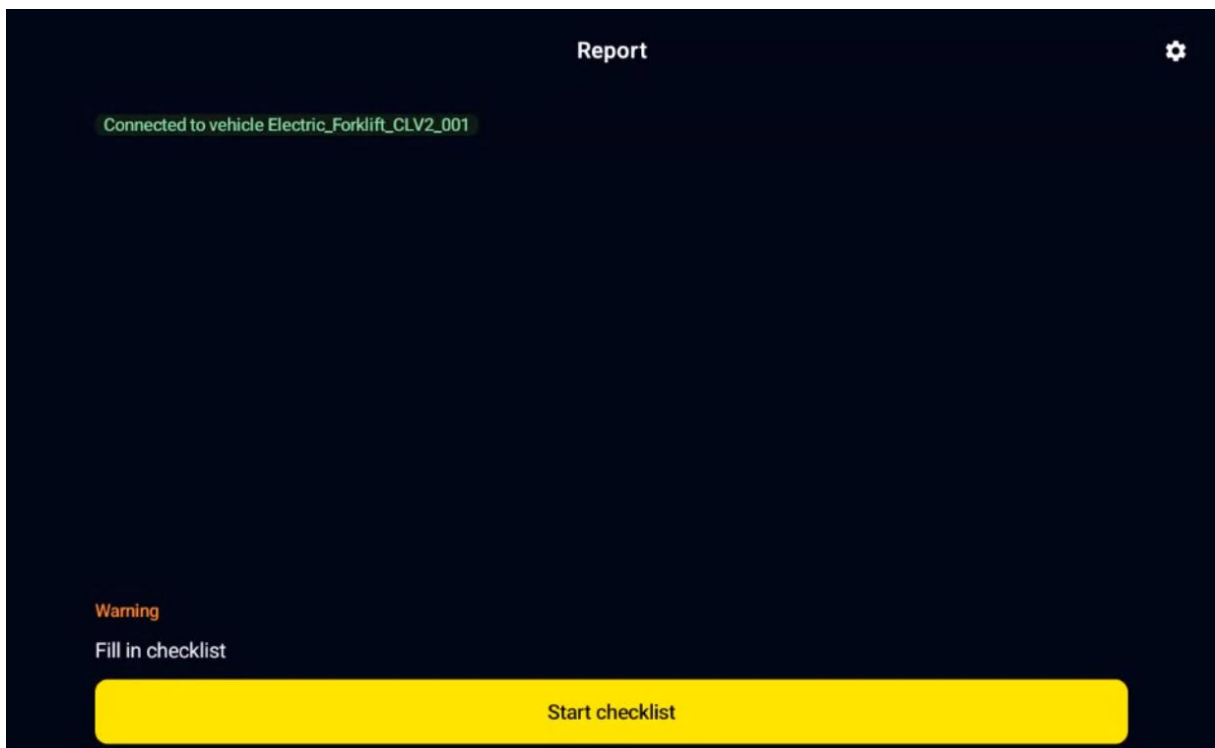 Report
Connected to vehicle Electric_Forklift_CLV2_001
Warning
Fill in checklist
Start checklist